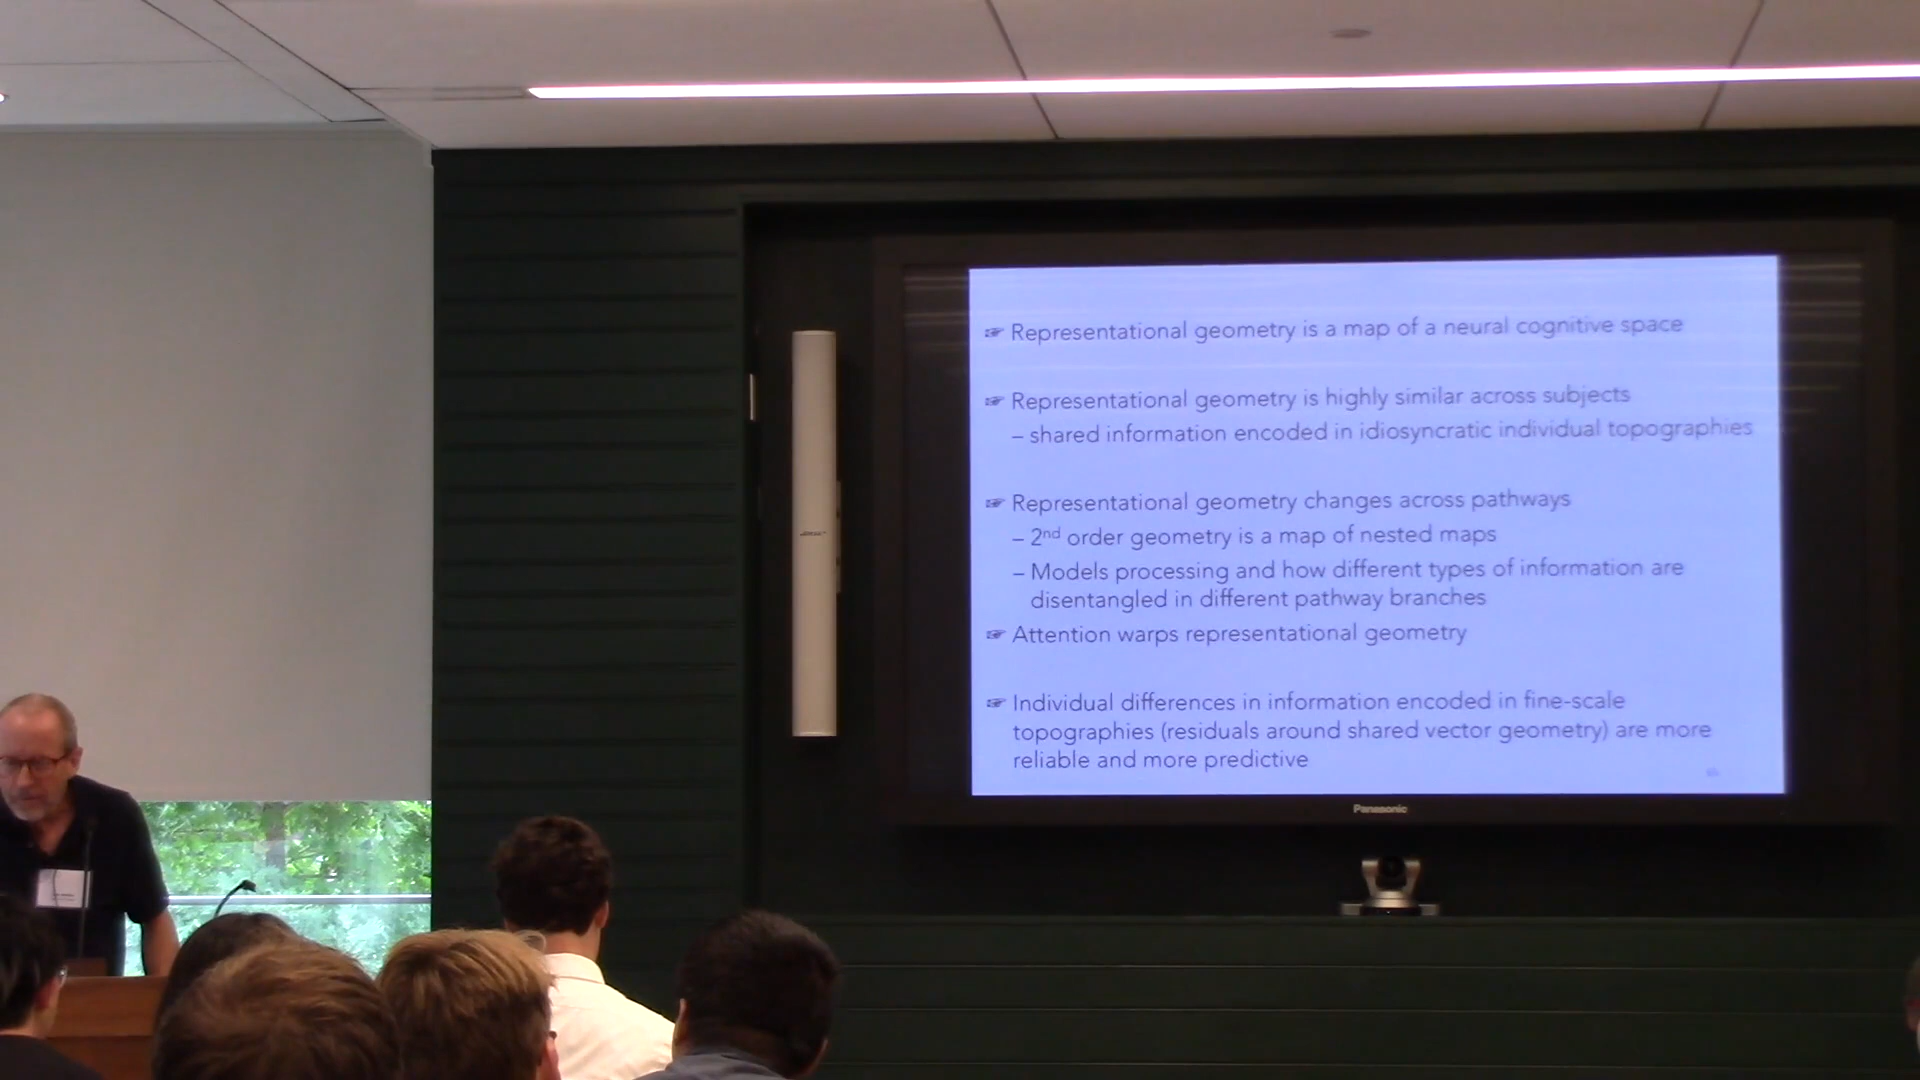 ☞ Representational geometry is a map of a neural cognitive space
☞ Representational geometry is highly similar across subjects
– shared information encoded in idiosyncratic individual topographies
☞ Representational geometry changes across pathways
– 2nd order geometry is a map of nested maps
– Models processing and how different types of information are
disentangled in different pathway branches
☞ Attention warps representational geometry
☞ Individual differences in information encoded in fine-scale
topographies (residuals around shared vector geometry) are more
reliable and more predictive
Panasonic